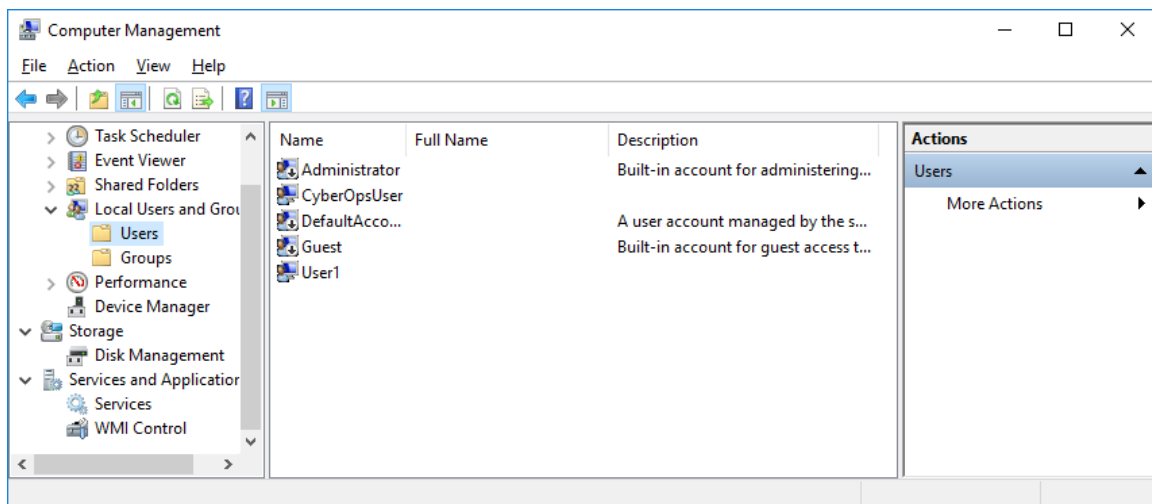 Computer Management
File Action View Help
Task Scheduler
Event Viewer
Shared Folders
Local Users and Grou
Users
Groups
Performance
Device Manager
Storage
Disk Management
Services and Application
Services
WMI Control
Name Full Name Description
Administrator Built-in account for administering...
CyberOpsUser
DefaultAcco... A user account managed by the s...
Guest Built-in account for guest access t...
User1
Actions
Users
More Actions